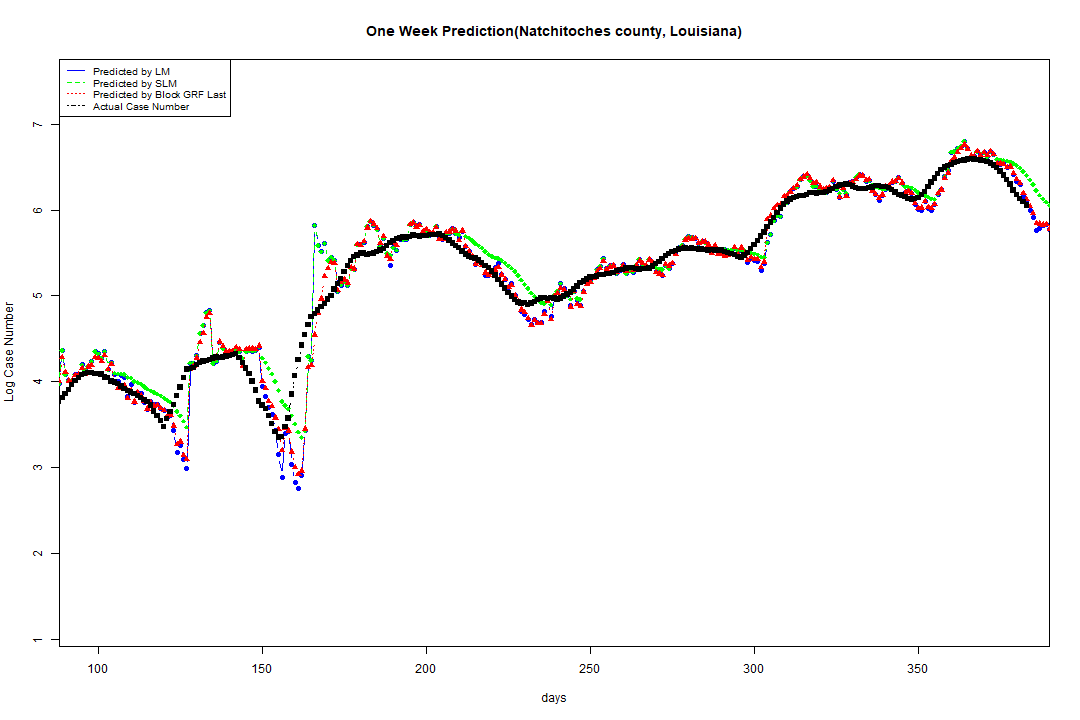 One Week Prediction(Natchitoches county, Louisiana)
Predicted by LM
Predicted by SLM
Predicted by Block GRF Last
Actual Case Number
7
6
5
4
3
2
1
Log Case Number
100 150 200 250 300 350
days